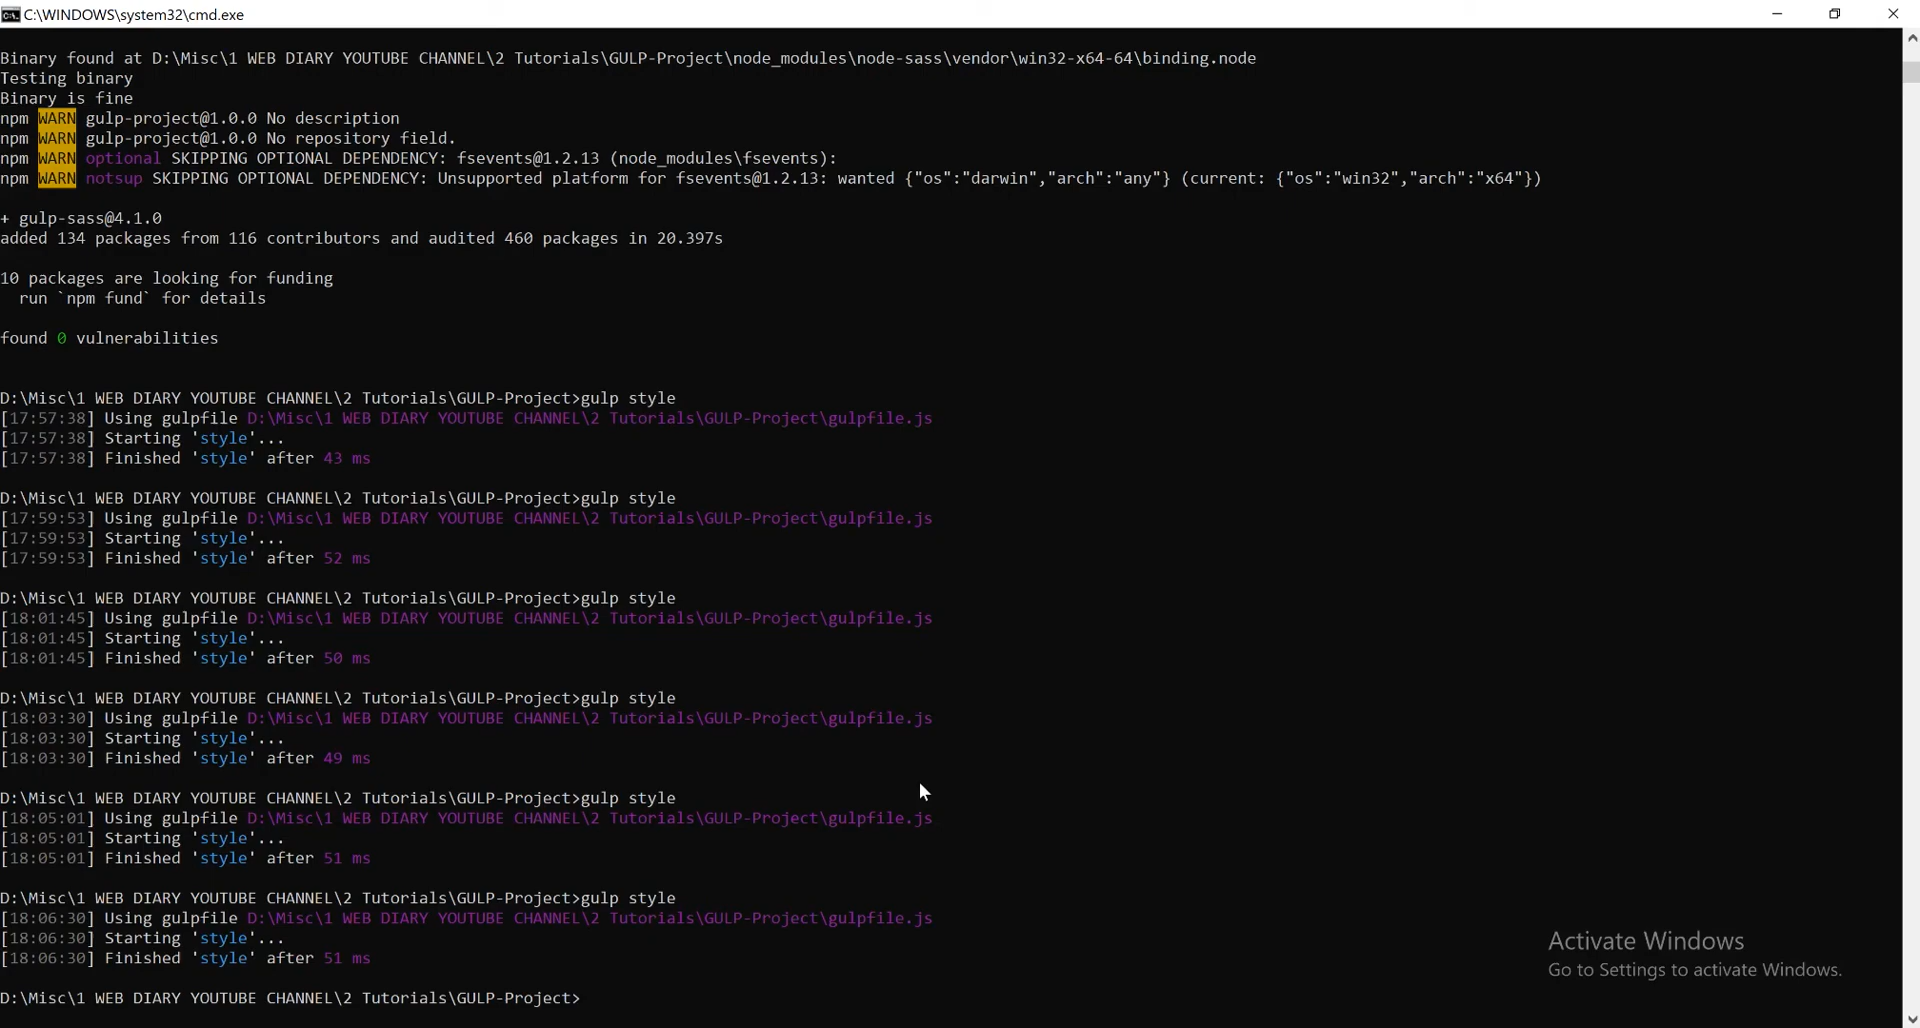 C:\WINDOWS\system32\cmd.exe
Binary found at D:\Misc\1 WEB DIARY YOUTUBE CHANNEL\2 Tutorials\GULP-Project\node_modules\node-sass\vendor\win32-x64-64\binding.node
Testing binary
Binary is fine
npm WARN gulp-project@1.0.0 No description
npm WARN gulp-project@1.0.0 No repository field.
npm WARN optional SKIPPING OPTIONAL DEPENDENCY: fsevents@1.2.13 (node_modules\fsevents):
npm WARN notsup SKIPPING OPTIONAL DEPENDENCY: Unsupported platform for fsevents@1.2.13: wanted {"os":"darwin","arch":"any"} (current: {"os":"win32","arch":"x64"})
+ gulp-sass@4.1.0
added 134 packages from 116 contributors and audited 460 packages in 20.397s
10 packages are looking for funding
run `npm fund` for details
found 0 vulnerabilities
D:\Misc\1 WEB DIARY YOUTUBE CHANNEL\2 Tutorials\GULP-Project>gulp style
[17:57:38] Using gulpfile D:\Misc\1 WEB DIARY YOUTUBE CHANNEL\2 Tutorials\GULP-Project\gulpfile.js
[17:57:38] Starting 'style'...
[17:57:38] Finished 'style' after 43 ms
D:\Misc\1 WEB DIARY YOUTUBE CHANNEL\2 Tutorials\GULP-Project>gulp style
[17:59:53] Using gulpfile D:\Misc\1 WEB DIARY YOUTUBE CHANNEL\2 Tutorials\GULP-Project\gulpfile.js
[17:59:53] Starting 'style'...
[17:59:53] Finished 'style' after 52 ms
D:\Misc\1 WEB DIARY YOUTUBE CHANNEL\2 Tutorials\GULP-Project>gulp style
[18:01:45] Using gulpfile D:\Misc\1 WEB DIARY YOUTUBE CHANNEL\2 Tutorials\GULP-Project\gulpfile.js
[18:01:45] Starting 'style'...
[18:01:45] Finished 'style' after 50 ms
D:\Misc\1 WEB DIARY YOUTUBE CHANNEL\2 Tutorials\GULP-Project>gulp style
[18:03:30] Using gulpfile D:\Misc\1 WEB DIARY YOUTUBE CHANNEL\2 Tutorials\GULP-Project\gulpfile.js
[18:03:30] Starting 'style'...
[18:03:30] Finished 'style' after 49 ms
D:\Misc\1 WEB DIARY YOUTUBE CHANNEL\2 Tutorials\GULP-Project>gulp style
[18:05:01] Using gulpfile D:\Misc\1 WEB DIARY YOUTUBE CHANNEL\2 Tutorials\GULP-Project\gulpfile.js
[18:05:01] Starting 'style'...
[18:05:01] Finished 'style' after 51 ms
D:\Misc\1 WEB DIARY YOUTUBE CHANNEL\2 Tutorials\GULP-Project>gulp style
[18:06:30] Using gulpfile D:\Misc\1 WEB DIARY YOUTUBE CHANNEL\2 Tutorials\GULP-Project\gulpfile.js
[18:06:30] Starting 'style'...
[18:06:30] Finished 'style' after 51 ms
D:\Misc\1 WEB DIARY YOUTUBE CHANNEL\2 Tutorials\GULP-Project>
Activate Windows
Go to Settings to activate Windows.